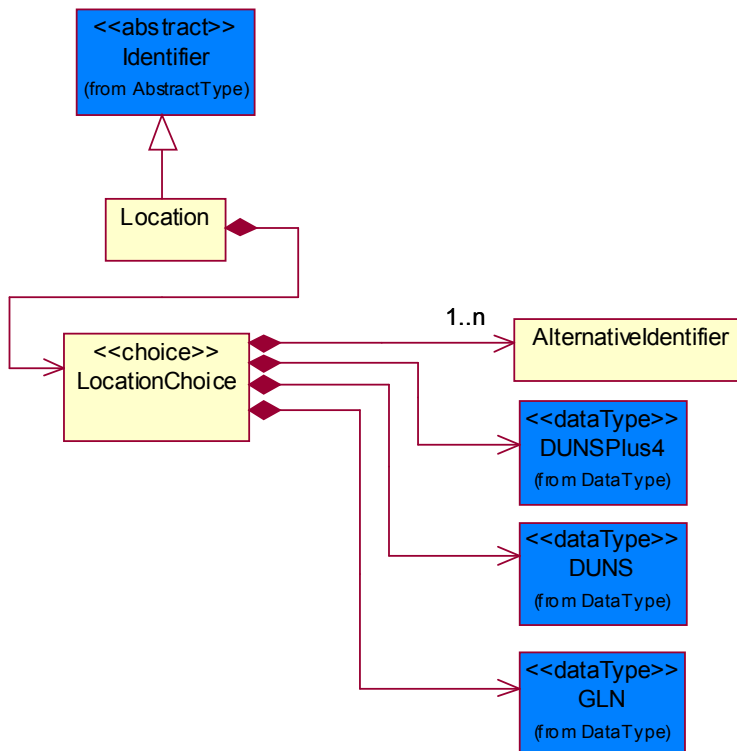 <<abstract>>
Identifier
(from AbstractType)
Location
1..n
<<choice>>
LocationChoice
AlternativeIdentifier
<<dataType>>
DUNSPlus4
(from DataType)
<<dataType>>
DUNS
(from DataType)
<<dataType>>
GLN
(from DataType)